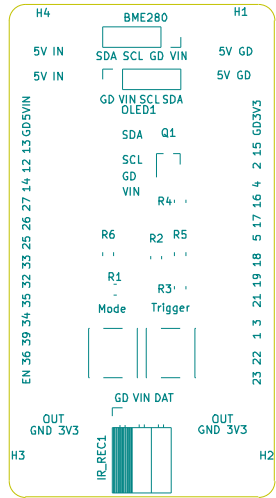 H4 BME280 H1
5V IN 5V GD
SDA SCL GD VIN
5V IN 5V GD
GD VIN SCL SDA
OLED1
EN 36 39 34 35 32 33 25 26 27 14 12 13 GD5VIN
23 22 1 3 21 19 18 5 17 16 4 2 15 GD3V3
SDA Q1
SCL
GD
VIN
R4
R6 R2 R5
R1
R3
Mode Trigger
GD VIN DAT
OUT OUT
GND 3V3 GND 3V3
H3 IR_REC1 H2